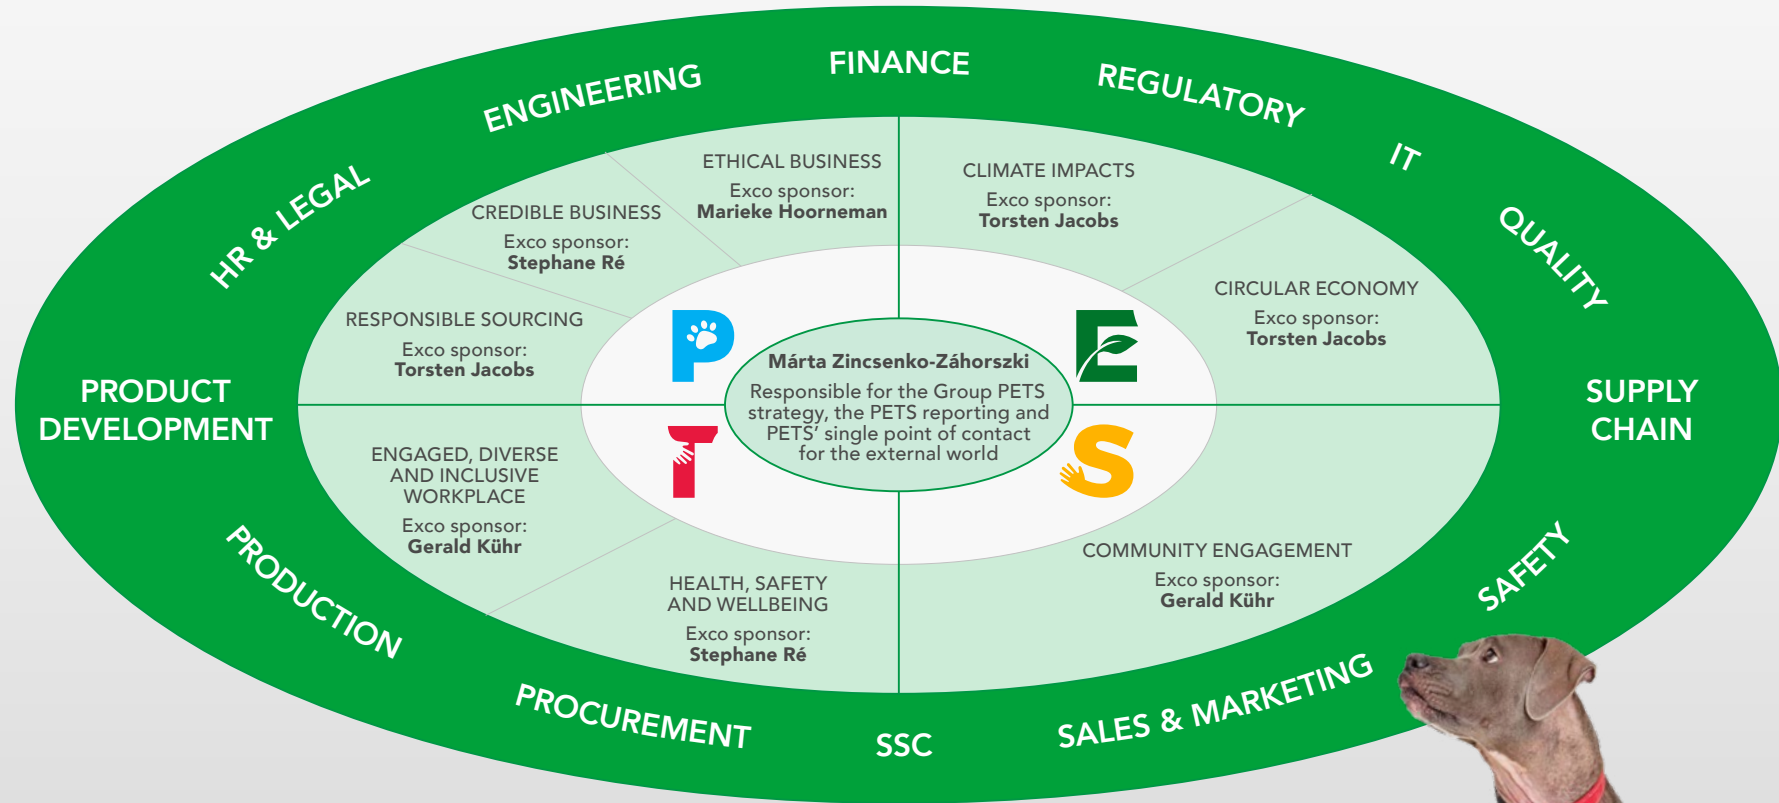 FINANCE
ENGINEERING
REGULATORY
IT
HR & LEGAL
QUALITY
PRODUCT
DEVELOPMENT
SUPPLY
CHAIN
PRODUCTION
SAFETY
PROCUREMENT
SSC
SALES & MARKETING
ETHICAL BUSINESS
Exco sponsor:
Marieke Hoorneman
CREDIBLE BUSINESS
Exco sponsor:
Stephane Ré
RESPONSIBLE SOURCING
Exco sponsor:
Torsten Jacobs
CLIMATE IMPACTS
Exco sponsor:
Torsten Jacobs
CIRCULAR ECONOMY
Exco sponsor:
Torsten Jacobs
P
E
Márta Zincsenko-Záhorszki
Responsible for the Group PETS
strategy, the PETS reporting and
PETS’ single point of contact
for the external world
T
S
ENGAGED, DIVERSE
AND INCLUSIVE
WORKPLACE
Exco sponsor:
Gerald Kühr
HEALTH, SAFETY
AND WELLBEING
Exco sponsor:
Stephane Ré
COMMUNITY ENGAGEMENT
Exco sponsor:
Gerald Kühr